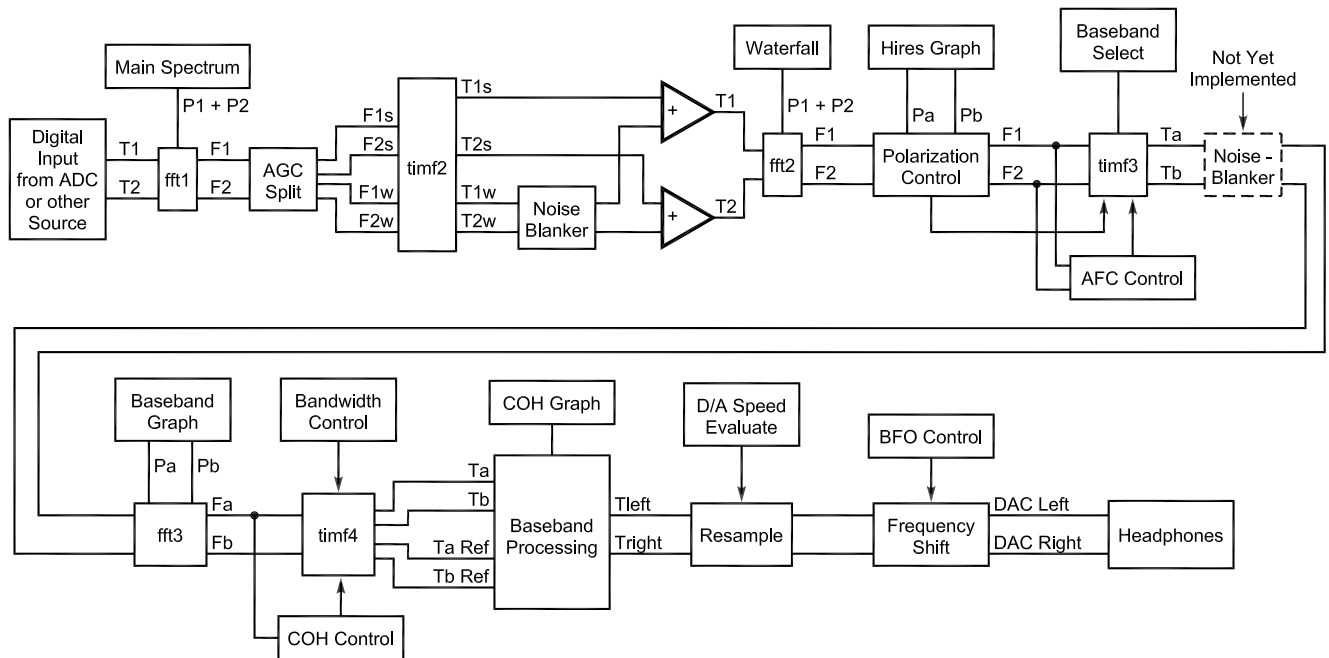 Main Spectrum
P1 + P2
Digital
Input
from ADC
or other
Source
T1
T2
fft1
F1
F2
AGC
Split
F1s
F2s
F1w
F2w
timf2
T1s
T2s
T1w
T2w
Noise
Blanker
+
+
T1
T2
Waterfall
P1 + P2
fft2
F1
F2
Hires Graph
Pa
Pb
Polarization
Control
F1
F2
Baseband
Select
timf3
AFC Control
Ta
Tb
Not Yet
Implemented
Noise -
Blanker
Baseband
Graph
Pa
Pb
fft3
Fa
Fb
Bandwidth
Control
timf4
COH Control
Ta
Tb
Ta Ref
Tb Ref
COH Graph
Baseband
Processing
Tleft
Tright
D/A Speed
Evaluate
Resample
BFO Control
Frequency
Shift
DAC Left
DAC Right
Headphones